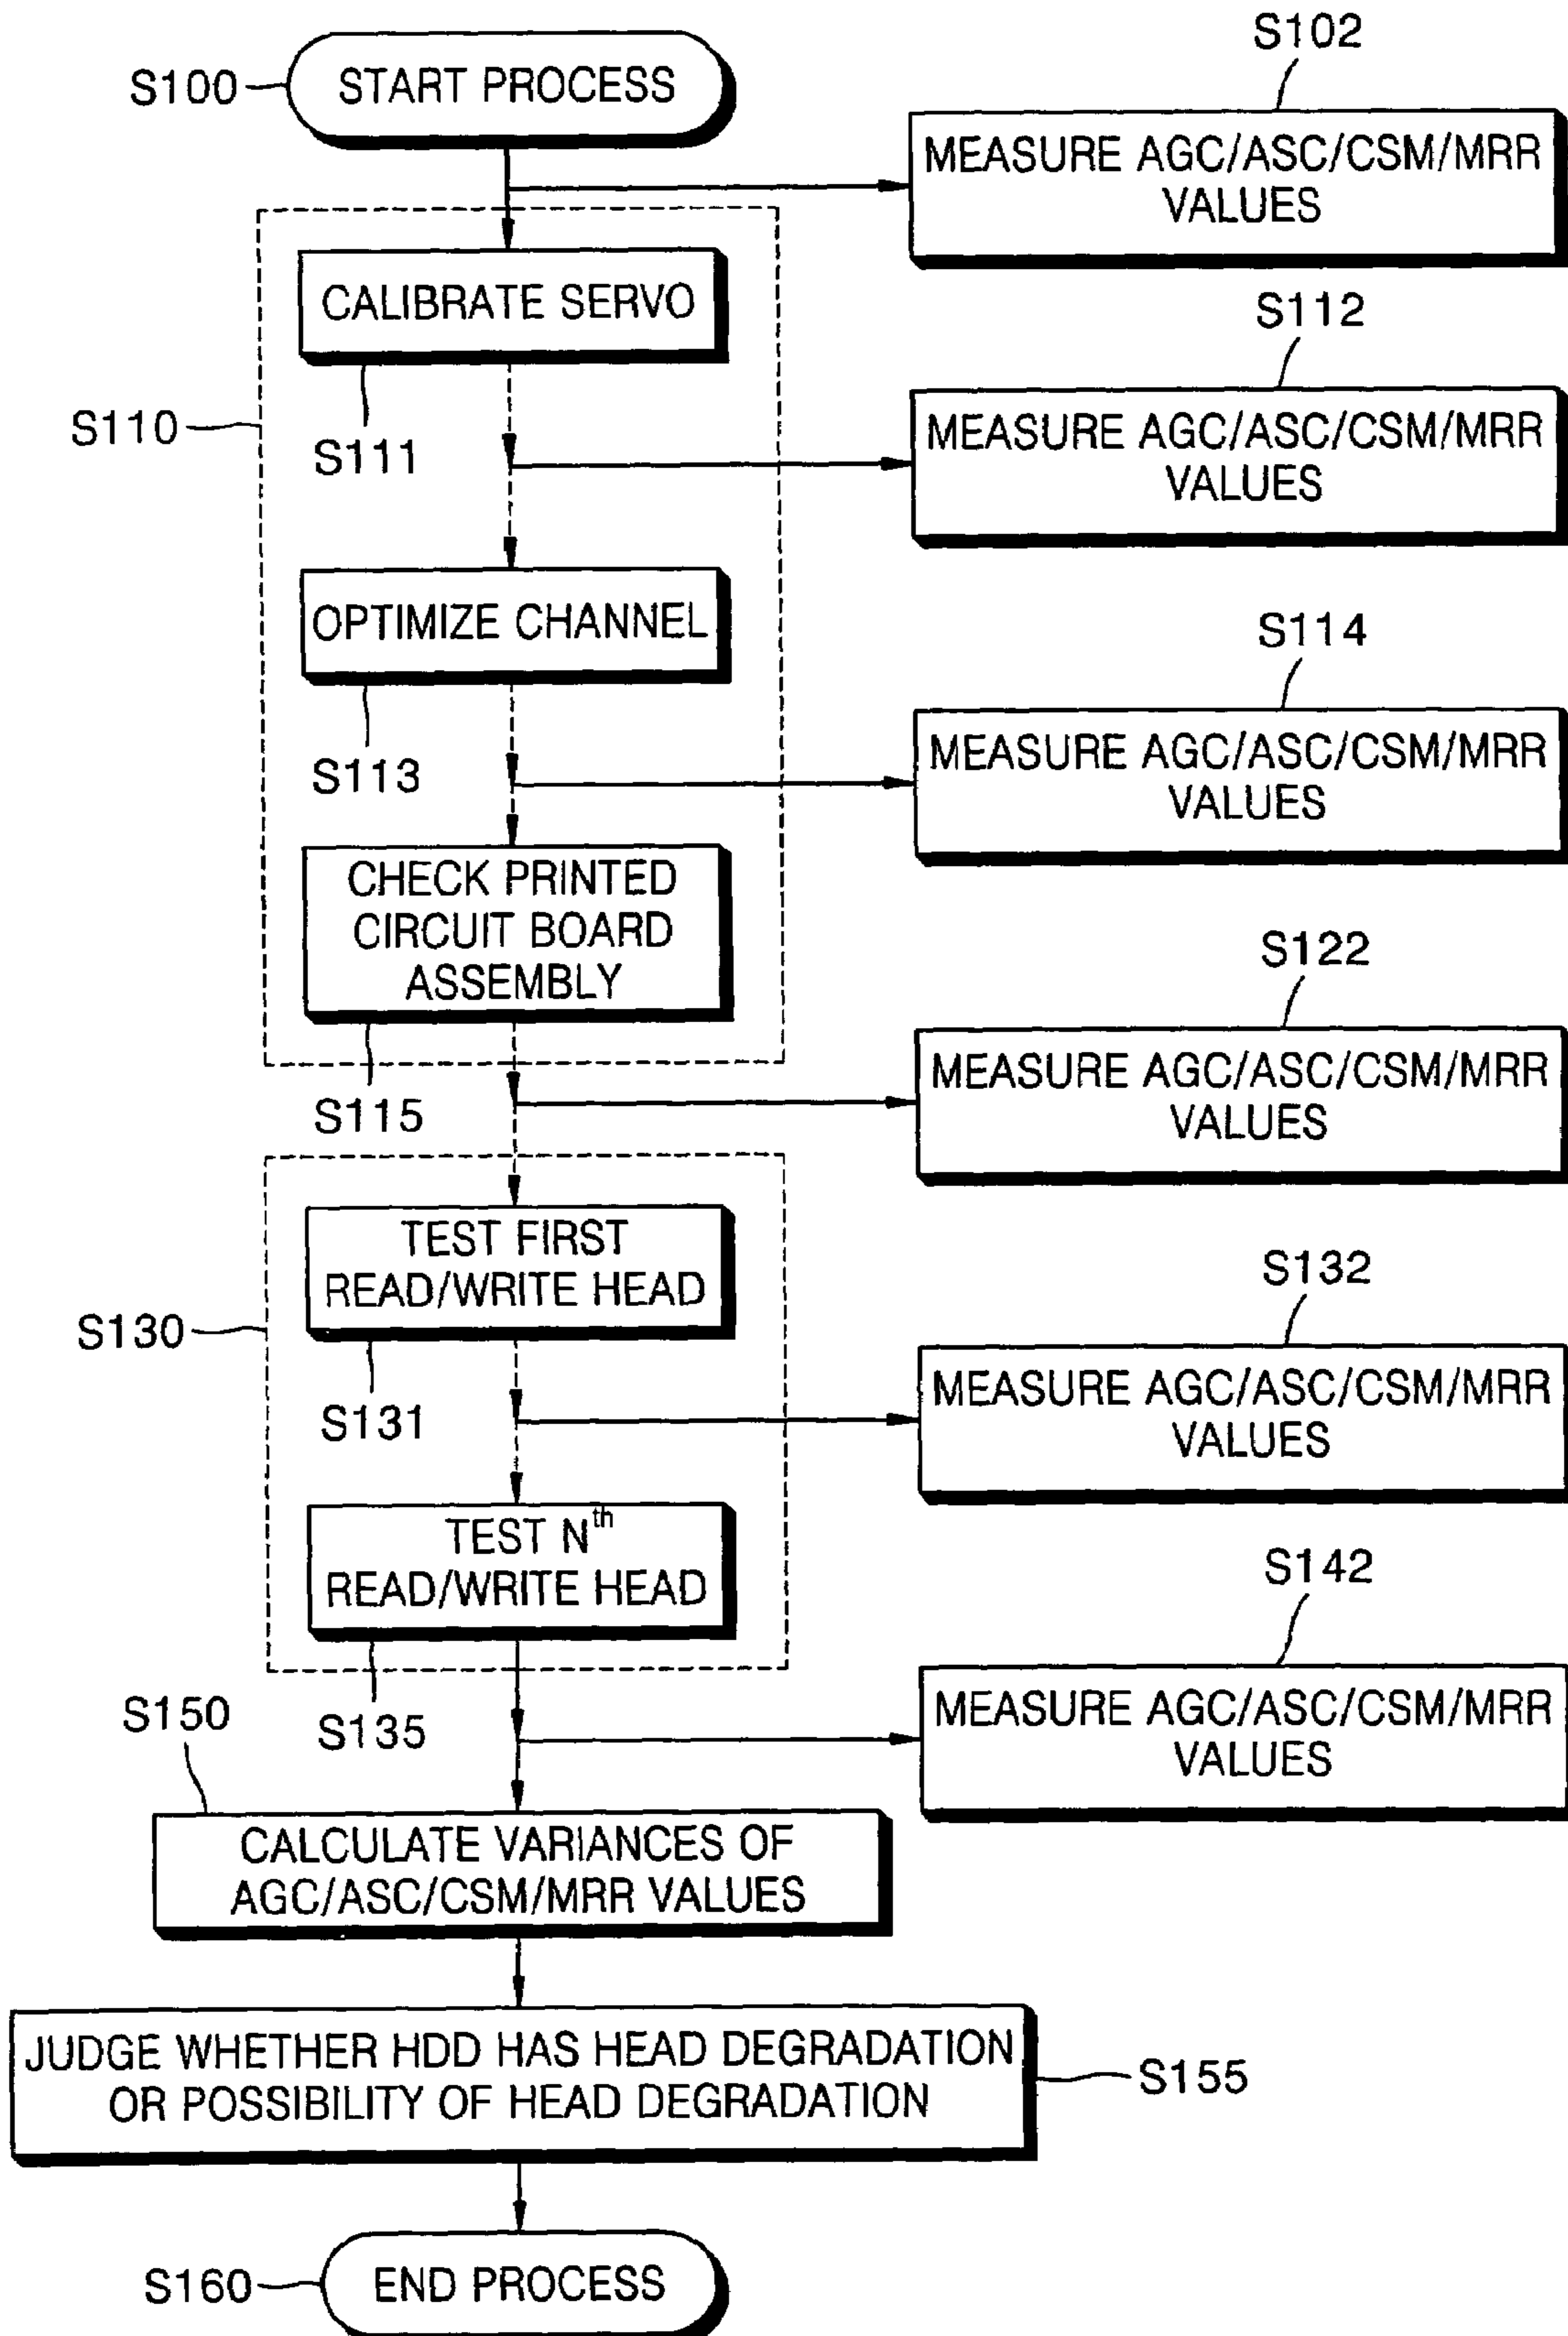 S100
START PROCESS
S102
MEASURE AGC/ASC/CSM/MRR
VALUES
S110
CALIBRATE SERVO
S111
S112
MEASURE AGC/ASC/CSM/MRR
VALUES
OPTIMIZE CHANNEL
S113
S114
MEASURE AGC/ASC/CSM/MRR
VALUES
CHECK PRINTED
CIRCUIT BOARD
ASSEMBLY
S115
S122
MEASURE AGC/ASC/CSM/MRR
VALUES
S130
TEST FIRST
READ/WRITE HEAD
S131
S132
MEASURE AGC/ASC/CSM/MRR
VALUES
TEST Nth
READ/WRITE HEAD
S135
S142
MEASURE AGC/ASC/CSM/MRR
VALUES
S150
CALCULATE VARIANCES OF
AGC/ASC/CSM/MRR VALUES
JUDGE WHETHER HDD HAS HEAD DEGRADATION
OR POSSIBILITY OF HEAD DEGRADATION
S155
S160
END PROCESS